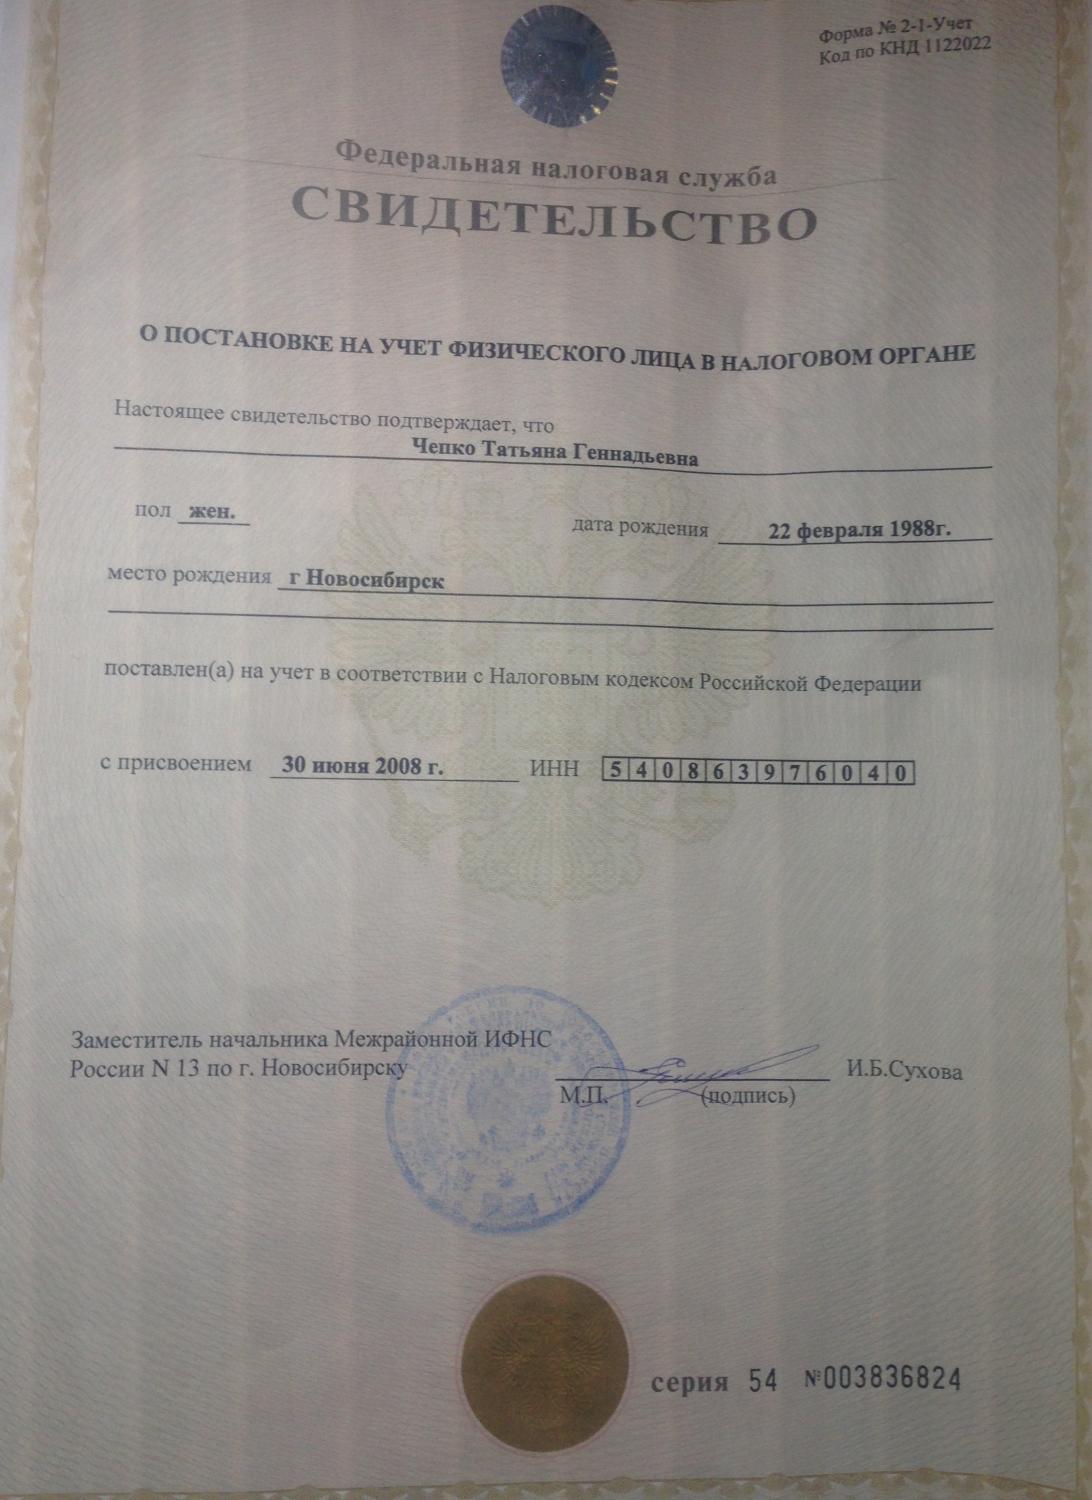 Форма № 2-1-Учет
Код по КНД 1122022
Федеральная налоговая служба
СВИДЕТЕЛЬСТВО
О ПОСТАНОВКЕ НА УЧЕТ ФИЗИЧЕСКОГО ЛИЦА В НАЛОГОВОМ ОРГАНЕ
Настоящее свидетельство подтверждает, что
Чепко Татьяна Геннадьевна
пол жен. дата рождения 22 февраля 1988г.
место рождения г Новосибирск
поставлен(а) на учет в соответствии с Налоговым кодексом Российской Федерации
с присвоением 30 июня 2008 г. ИНН 540863976040
Заместитель начальника Межрайонной ИФНС
России N 13 по г. Новосибирску И.Б.Сухова
М.П. (подпись)
серия 54 №003836824